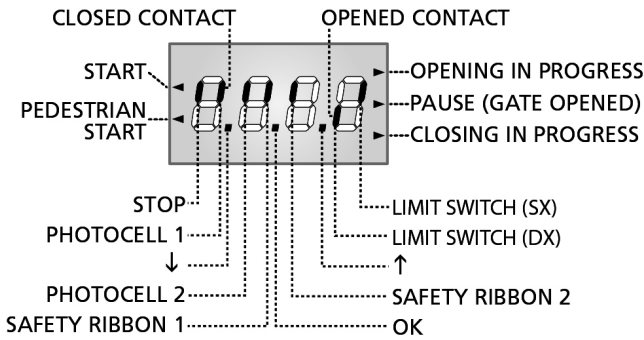 CLOSED CONTACT
OPENED CONTACT
START
OPENING IN PROGRESS
PEDESTRIAN
START
PAUSE (GATE OPENED)
CLOSING IN PROGRESS
STOP
LIMIT SWITCH (SX)
PHOTOCELL 1
LIMIT SWITCH (DX)
↓
↑
PHOTOCELL 2
SAFETY RIBBON 2
SAFETY RIBBON 1
OK